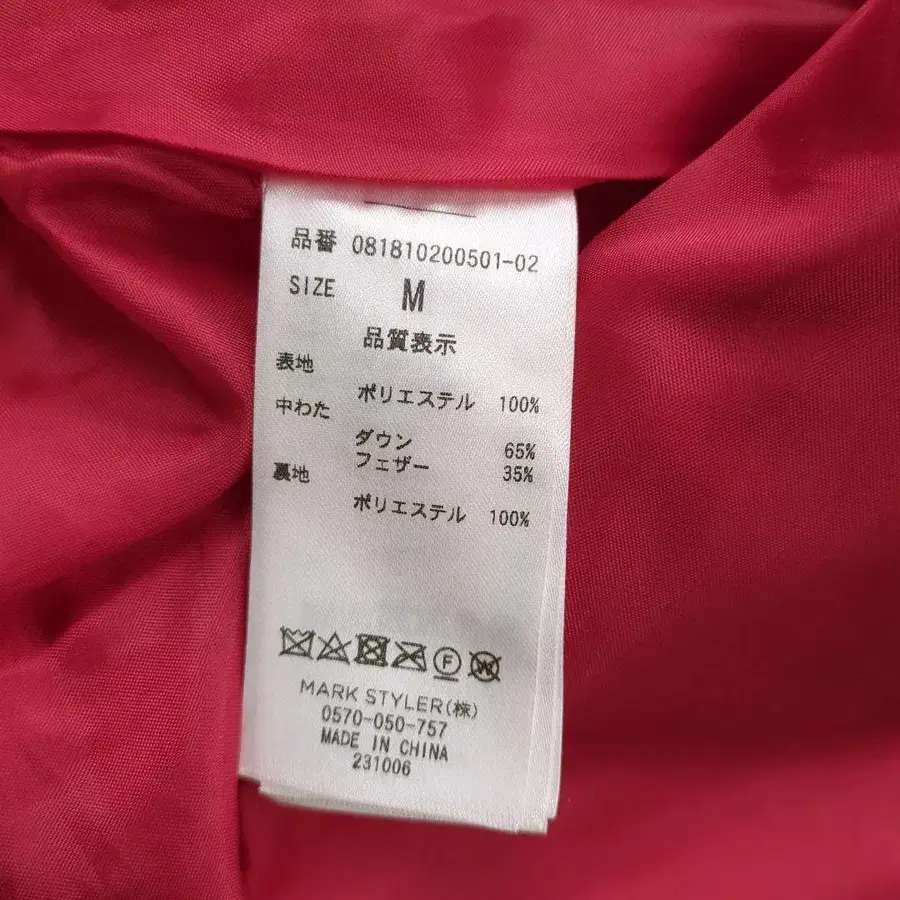 品番 081810200501-02
SIZE M
品質表示
表地
ポリエステル 100%
中わた
ダウン 65%
フェザー 35%
裏地
ポリエステル 100%
F W
MARK STYLER(株)
0570-050-757
MADE IN CHINA
231006